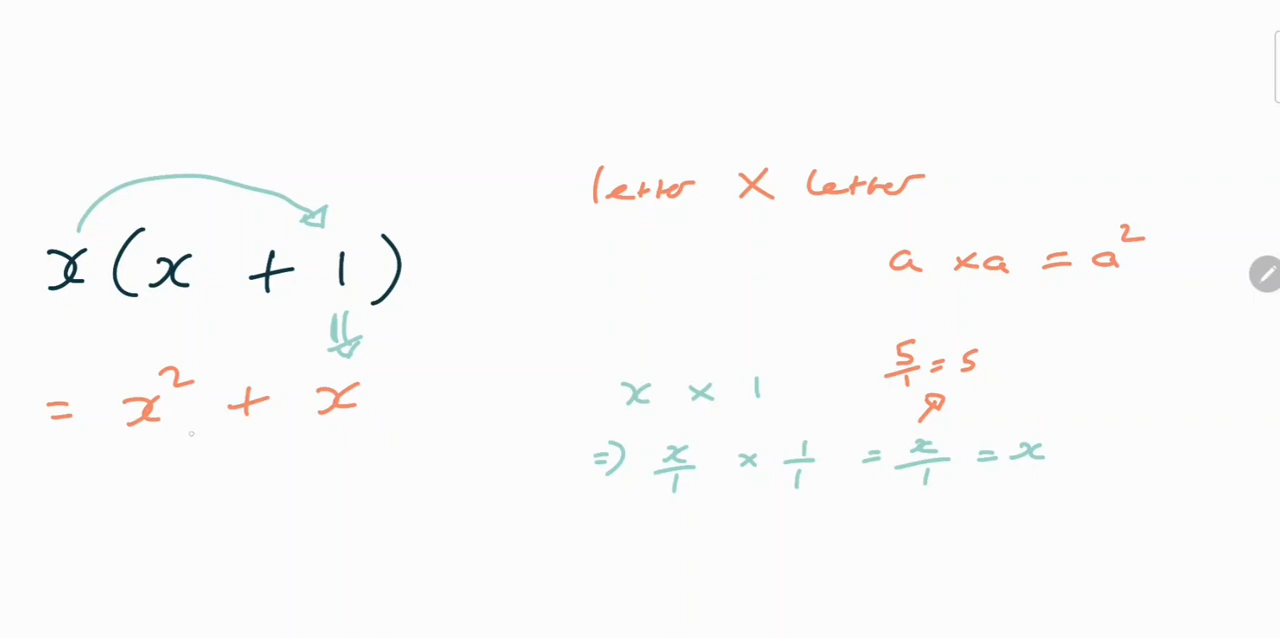 x(x + 1)
= x² + x
letter × letter
a × a = a²
5/1 = 5
x × 1
⇒ x/1 × 1/1 = x/1 = x